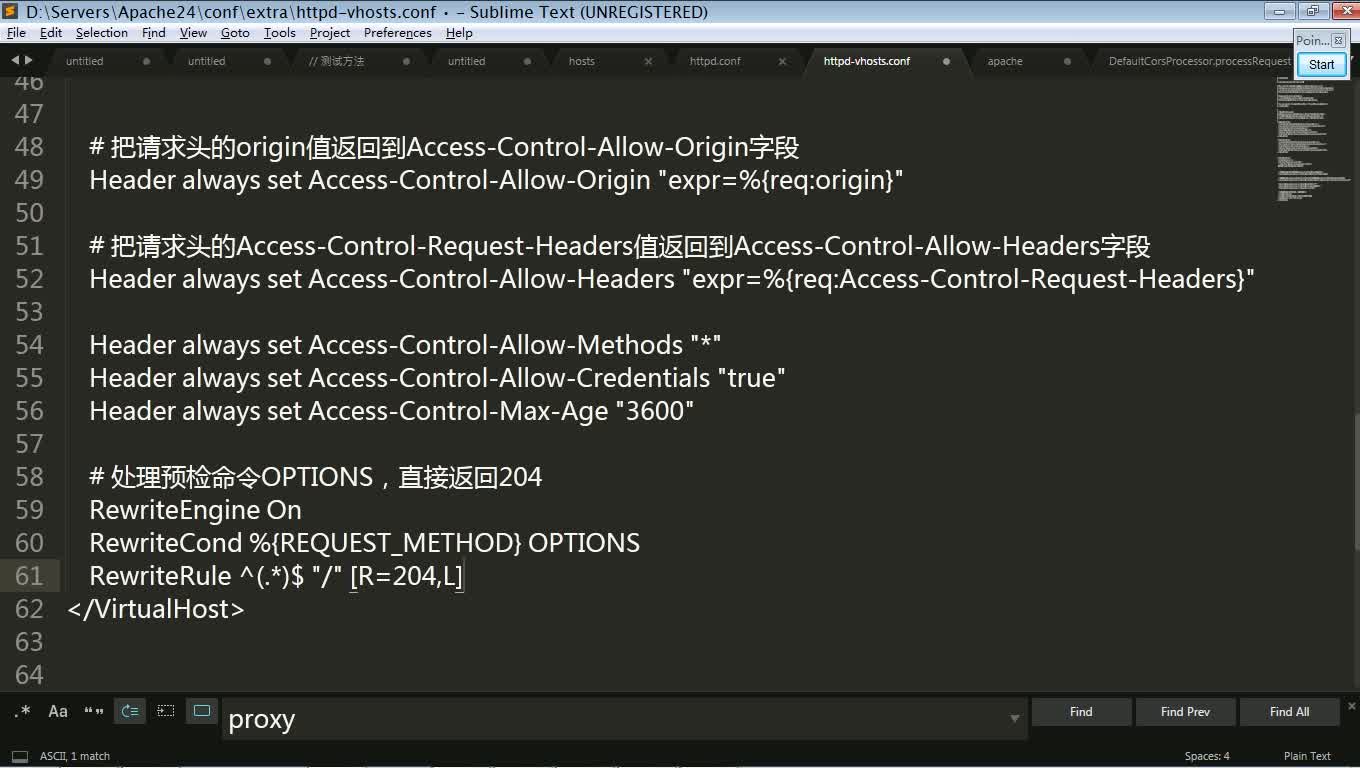 D:\Servers\Apache24\conf\extra\httpd-vhosts.conf • - Sublime Text (UNREGISTERED)
File Edit Selection Find View Goto Tools Project Preferences Help
Poin...
Start
untitled untitled // 测试方法 untitled hosts httpd.conf httpd-vhosts.conf apache DefaultCorsProcessor.processRequest
46
47
48 # 把请求头的origin值返回到Access-Control-Allow-Origin字段
49 Header always set Access-Control-Allow-Origin "expr=%{req:origin}"
50
51 # 把请求头的Access-Control-Request-Headers值返回到Access-Control-Allow-Headers字段
52 Header always set Access-Control-Allow-Headers "expr=%{req:Access-Control-Request-Headers}"
53
54 Header always set Access-Control-Allow-Methods "*"
55 Header always set Access-Control-Allow-Credentials "true"
56 Header always set Access-Control-Max-Age "3600"
57
58 # 处理预检命令OPTIONS，直接返回204
59 RewriteEngine On
60 RewriteCond %{REQUEST_METHOD} OPTIONS
61 RewriteRule ^(.*)$ "/" [R=204,L]
62 </VirtualHost>
63
64
.* Aa “” proxy Find Find Prev Find All
ASCII, 1 match Spaces: 4 Plain Text